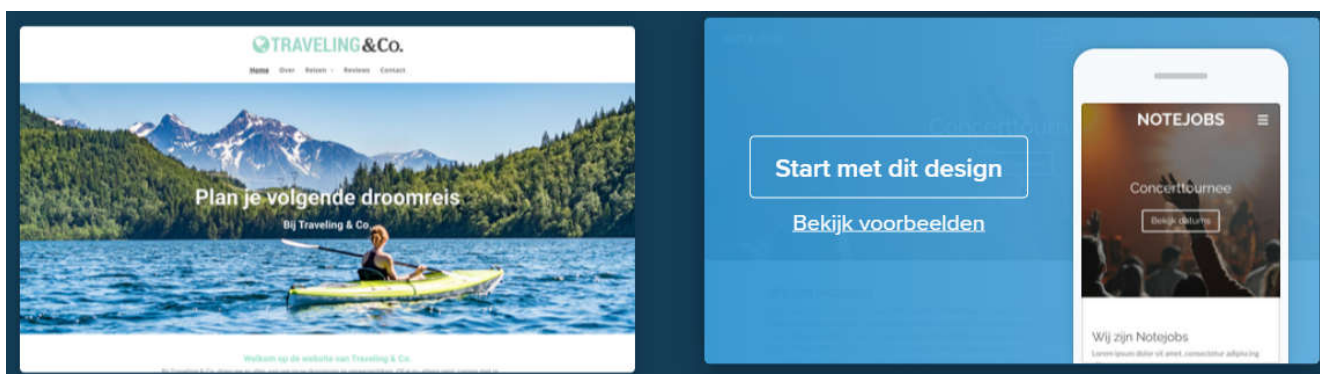 TRAVELING&Co.
Home Over Reizen Reviews Contact
Plan je volgende droomreis
Bij Traveling & Co.
Welkom op de website van Traveling & Co.
Start met dit design
Bekijk voorbeelden
NOTEJOBS
Concerttournee
Bekijk datums
Wij zijn Notejobs
Lorem ipsum dolor sit amet, consectetur adipiscing